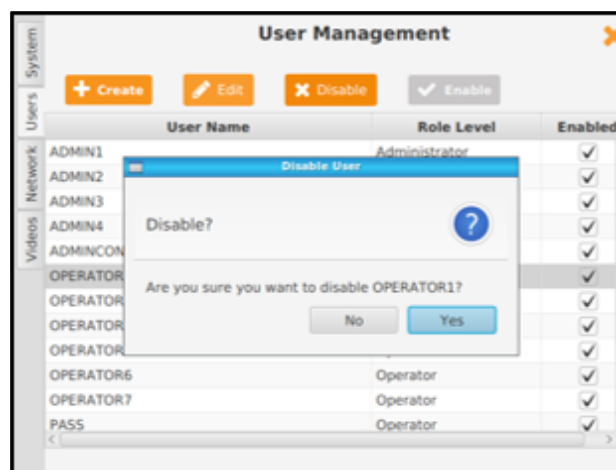 User Management
System
Users
Network
Videos
Create Edit Disable Enable
User Name Role Level Enabled
ADMIN1 Administrator
ADMIN2
ADMIN3
ADMIN4
ADMINCON
OPERATOR
OPERATOR
OPERATOR
OPERATOR
OPERATOR6 Operator
OPERATOR7 Operator
PASS Operator
Disable User
Disable?
?
Are you sure you want to disable OPERATOR1?
No Yes